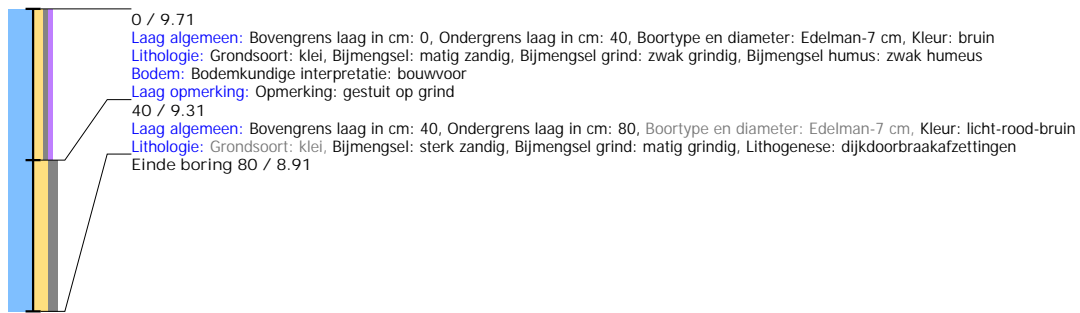 0 / 9.71
Laag algemeen: Bovengrens laag in cm: 0, Ondergrens laag in cm: 40, Boortype en diameter: Edelman-7 cm, Kleur: bruin
Lithologie: Grondsoort: klei, Bijmengsel: matig zandig, Bijmengsel grind: zwak grindig, Bijmengsel humus: zwak humeus
Bodem: Bodemkundige interpretatie: bouwvoor
Laag opmerking: Opmerking: gestuit op grind
40 / 9.31
Laag algemeen: Bovengrens laag in cm: 40, Ondergrens laag in cm: 80, Boortype en diameter: Edelman-7 cm, Kleur: licht-rood-bruin
Lithologie: Grondsoort: klei, Bijmengsel: sterk zandig, Bijmengsel grind: matig grindig, Lithogenese: dijkdoorbraakafzettingen
Einde boring 80 / 8.91